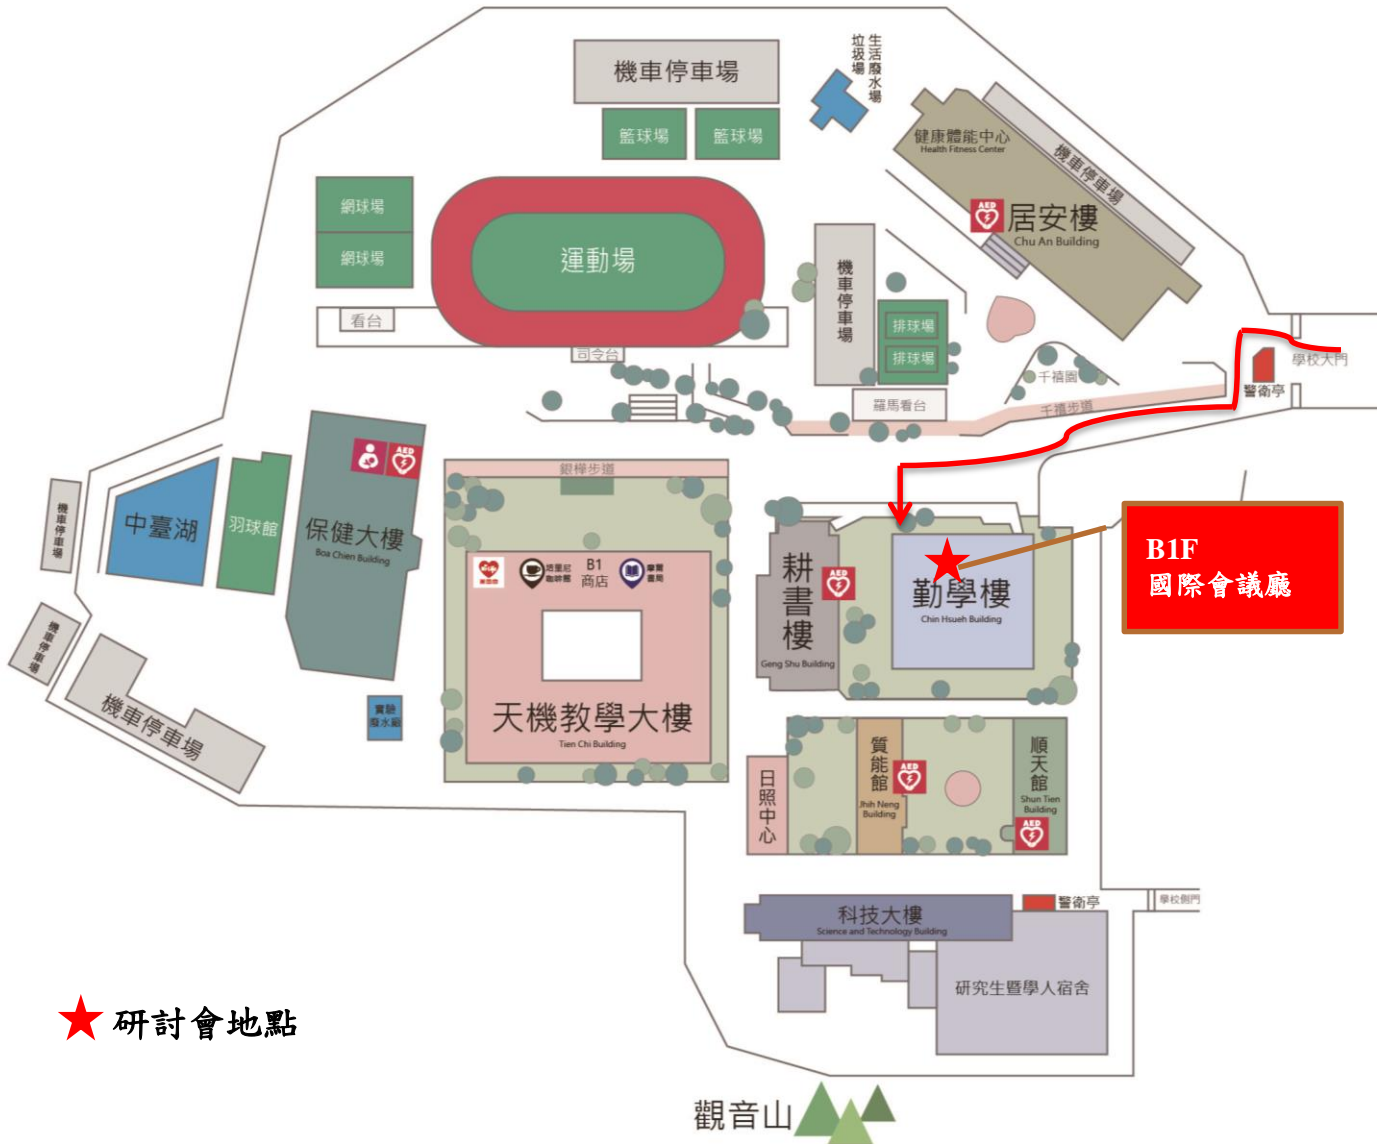 機車停車場
生活廢水場
垃圾場
籃球場
籃球場
健康體能中心
Health Fitness Center
機車停車場
AED
居安樓
Chu An Building
網球場
網球場
運動場
機車停車場
排球場
排球場
看台
司令台
千禧園
羅馬看台
千禧步道
學校大門
警衛亭
銀樺步道
AED
保健大樓
Boa Chien Building
機車停車場
中臺湖
羽球館
B1
商店
天機教學大樓
Tien Chi Building
耕書樓
Geng Shu Building
AED
勤學樓
Chin Hsueh Building
B1F
國際會議廳
機車停車場
機車停車場
實驗
廢水廠
日照中心
質能館
Jhih Neng
Building
AED
順天館
Shun Tien
Building
AED
科技大樓
Science and Technology Building
警衛亭
學校側門
研究生暨學人宿舍
研討會地點
觀音山